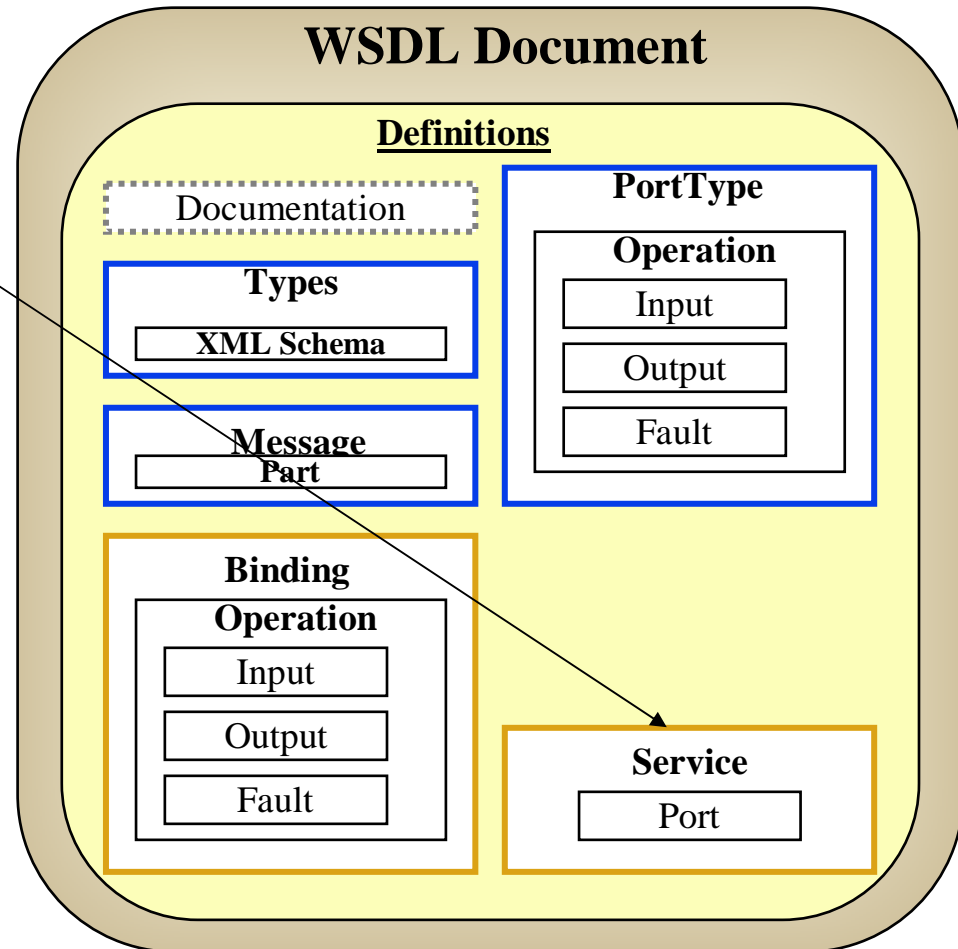 WSDL Document
Definitions
Documentation
Types
XML Schema
Message
Part
PortType
Operation
Input
Output
Fault
Binding
Operation
Input
Output
Fault
Service
Port